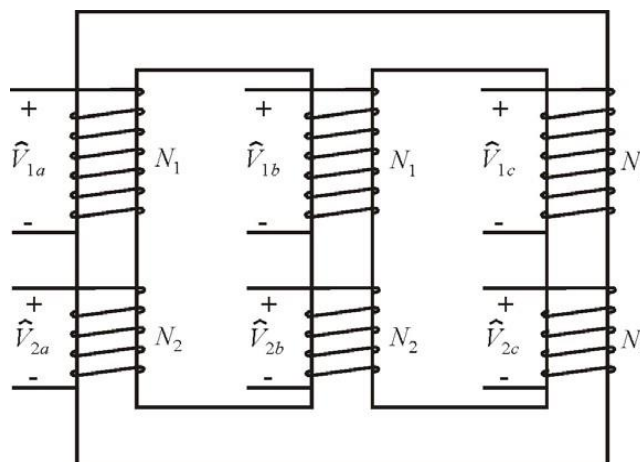 + + +
V̂1a N1 V̂1b N1 V̂1c N
- - -
+ + +
V̂2a N2 V̂2b N2 V̂2c N
- - -